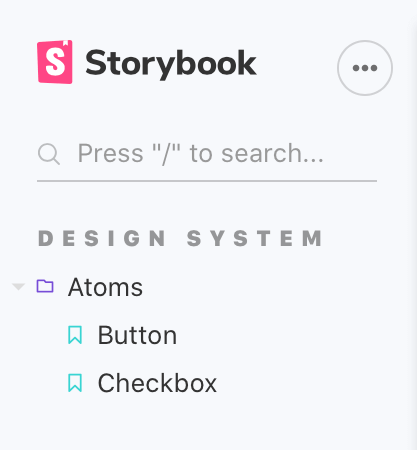 Storybook
Press "/" to search...
DESIGN SYSTEM
Atoms
Button
Checkbox